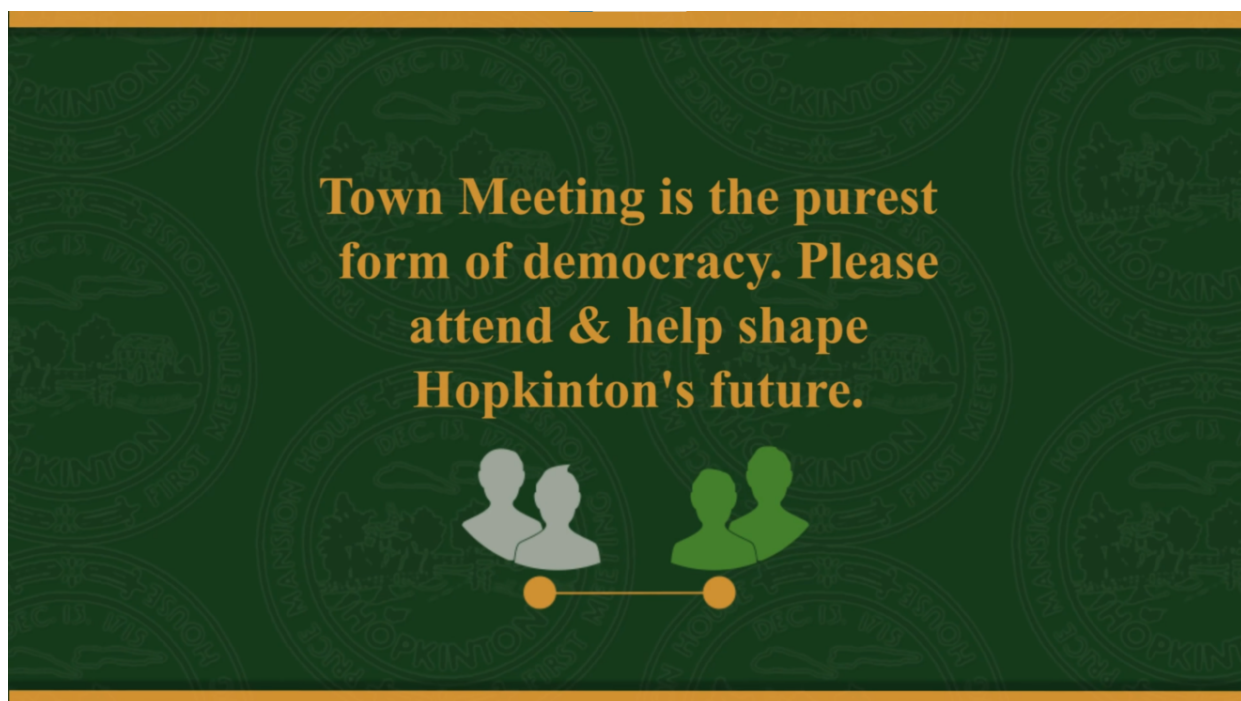 Town Meeting is the purest
form of democracy. Please
attend & help shape
Hopkinton's future.